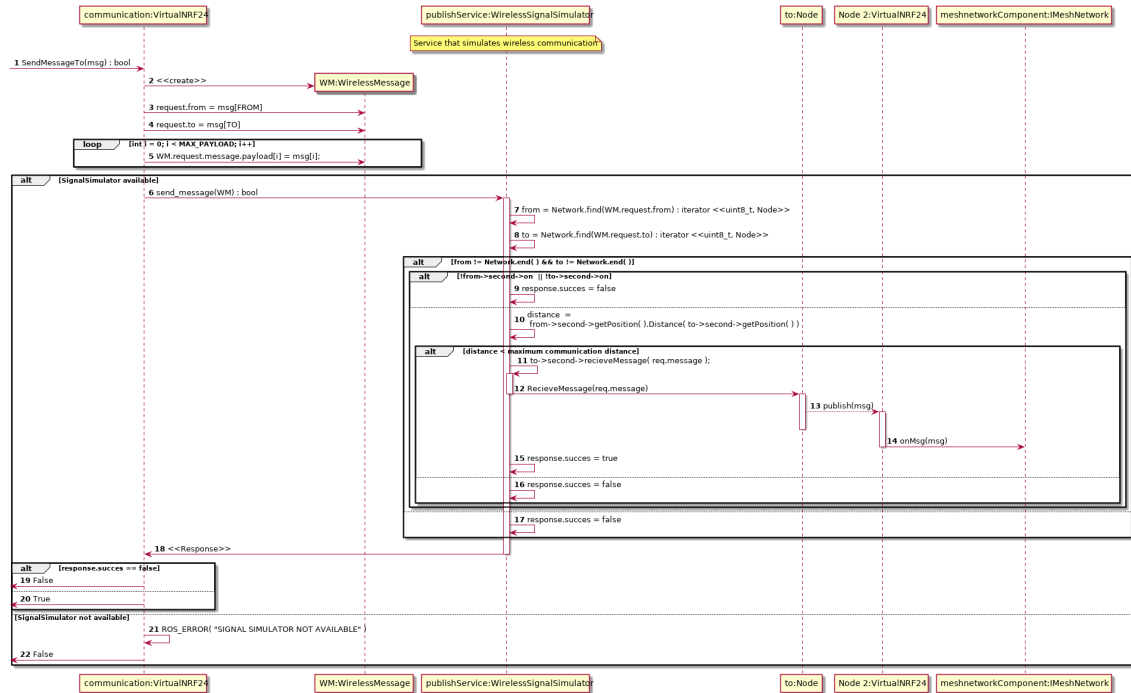 communication:VirtualNRF24
publishService:WirelessSignalSimulator
to:Node
Node 2:VirtualNRF24
meshnetworkComponent:IMeshNetwork
Service that simulates wireless communication
1 SendMessageTo(msg) : bool
2 <<create>>
WM:WirelessMessage
3 request.from = msg[FROM]
4 request.to = msg[TO]
loop [int i = 0; i < MAX_PAYLOAD; i++]
5 WM.request.message.payload[i] = msg[i];
alt [SignalSimulator available]
6 send_message(WM) : bool
7 from = Network.find(WM.request.from) : iterator <<uint8_t, Node>>
8 to = Network.find(WM.request.to) : iterator <<uint8_t, Node>>
alt [from != Network.end( ) && to != Network.end( )]
alt [!from->second->on || !to->second->on]
9 response.succes = false
10 distance =
from->second->getPosition( ).Distance( to->second->getPosition( ) )
alt [distance < maximum communication distance]
11 to->second->recieveMessage( req.message );
12 RecieveMessage(req.message)
13 publish(msg)
14 onMsg(msg)
15 response.succes = true
16 response.succes = false
17 response.succes = false
18 <<Response>>
alt [response.succes == false]
19 False
20 True
[SignalSimulator not available]
21 ROS_ERROR( "SIGNAL SIMULATOR NOT AVAILABLE" )
22 False
communication:VirtualNRF24
WM:WirelessMessage
publishService:WirelessSignalSimulator
to:Node
Node 2:VirtualNRF24
meshnetworkComponent:IMeshNetwork